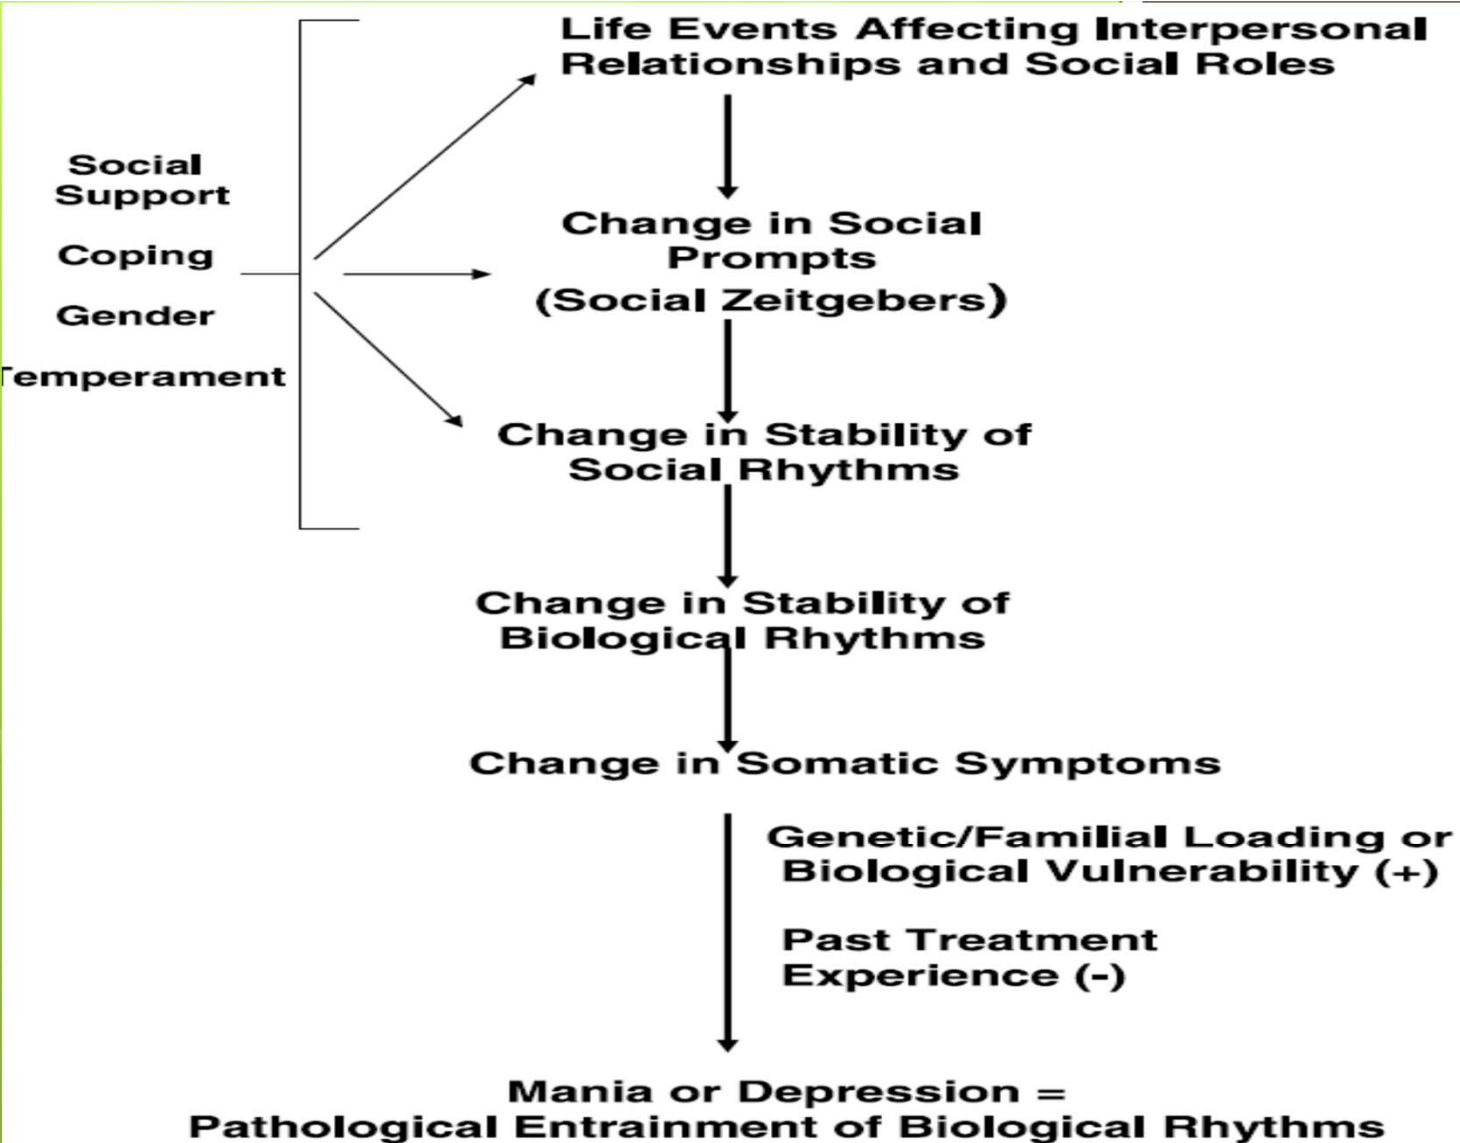 Life Events Affecting Interpersonal
Relationships and Social Roles
Social
Support
Coping
Gender
Temperament
Change in Social
Prompts
(Social Zeitgebers)
Change in Stability of
Social Rhythms
Change in Stability of
Biological Rhythms
Change in Somatic Symptoms
Genetic/Familial Loading or
Biological Vulnerability (+)
Past Treatment
Experience (-)
Mania or Depression =
Pathological Entrainment of Biological Rhythms